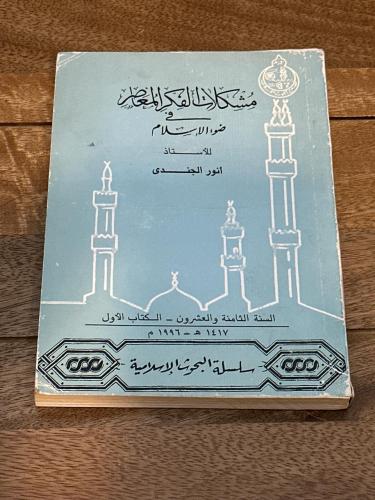 مشكلات الفكر المعاصر
في
ضوء الإسلام
للأستاذ
أنور الجندى
السنة الثامنة والعشرون - الكتاب الأول
١٤١٧ هـ - ١٩٩٦ م
سلسلة البحوث الإسلامية